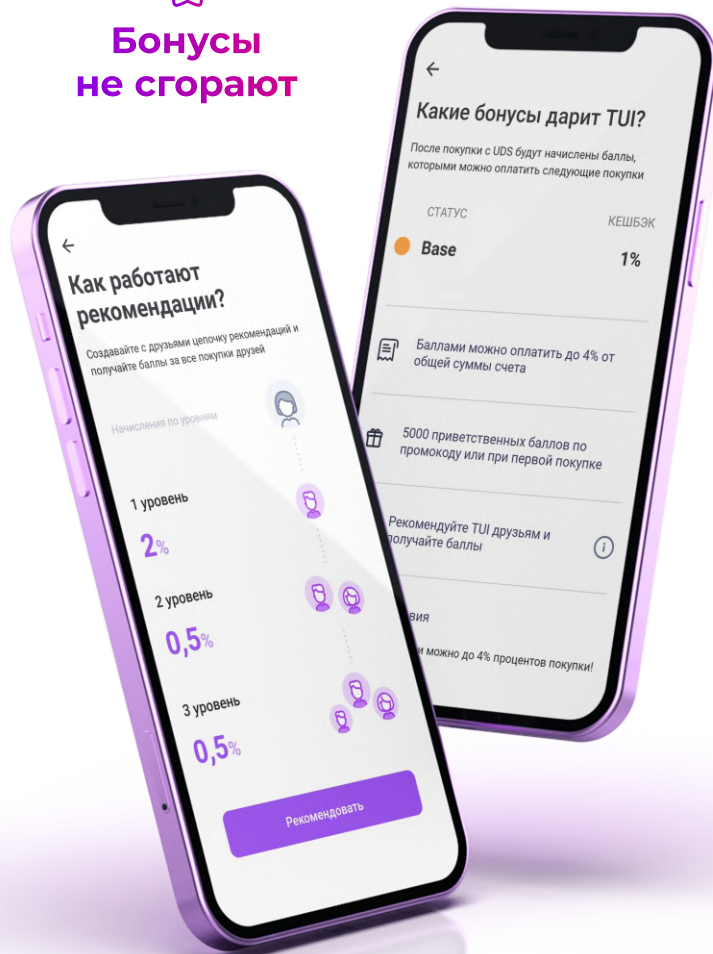 Бонусы
не сгорают
Какие бонусы дарит TUI?
После покупки с UDS будут начислены баллы,
которыми можно оплатить следующие покупки
СТАТУС КЕШБЭК
Base 1%
Баллами можно оплатить до 4% от
общей суммы счета
5000 приветственных баллов по
промокоду или при первой покупке
Рекомендуйте TUI друзьям и
получайте баллы
можно до 4% процентов покупки!
Как работают
рекомендации?
Создавайте с друзьями цепочку рекомендаций и
получайте баллы за все покупки друзей
Начисления по уровням
1 уровень
2%
2 уровень
0,5%
3 уровень
0,5%
Рекомендовать